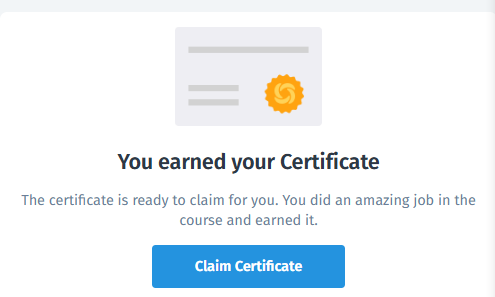 You earned your Certificate
The certificate is ready to claim for you. You did an amazing job in the
course and earned it.
Claim Certificate